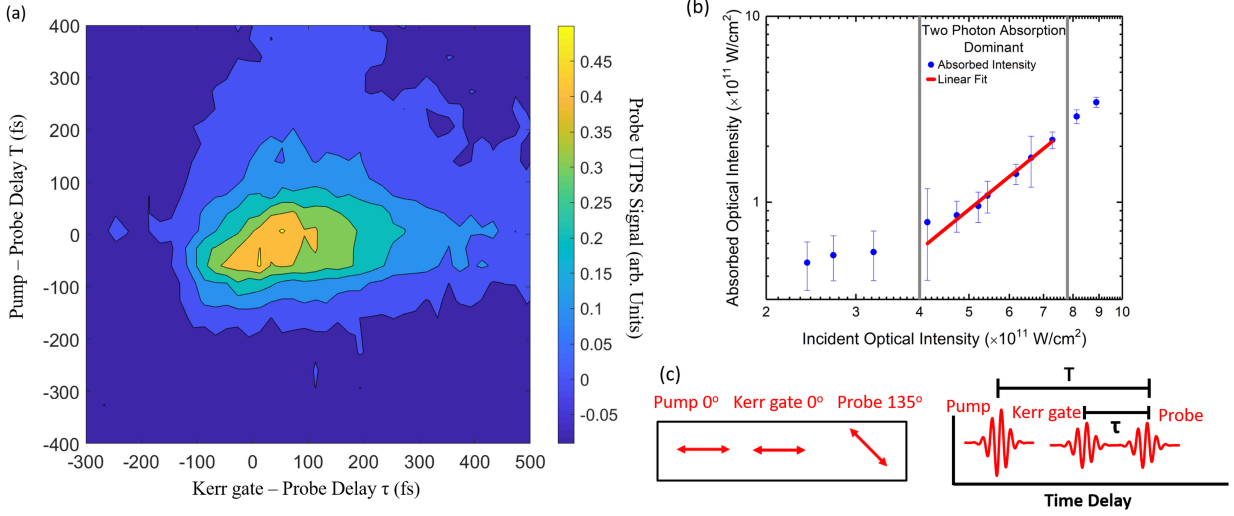 (a)
400
300
200
100
0
-100
-200
-300
-400
Pump – Probe Delay T (fs)
-300 -200 -100 0 100 200 300 400 500
Kerr gate – Probe Delay τ (fs)
0.45
0.4
0.35
0.3
0.25
0.2
0.15
0.1
0.05
0
-0.05
Probe UTPS Signal (arb. Units)
(b)
10
1
Absorbed Optical Intensity (×10¹¹ W/cm²)
Two Photon Absorption
Dominant
Absorbed Intensity
Linear Fit
2 3 4 5 6 7 8 9 10
Incident Optical Intensity (×10¹¹ W/cm²)
(c)
Pump 0° Kerr gate 0° Probe 135°
T
Pump Kerr gate Probe
τ
Time Delay